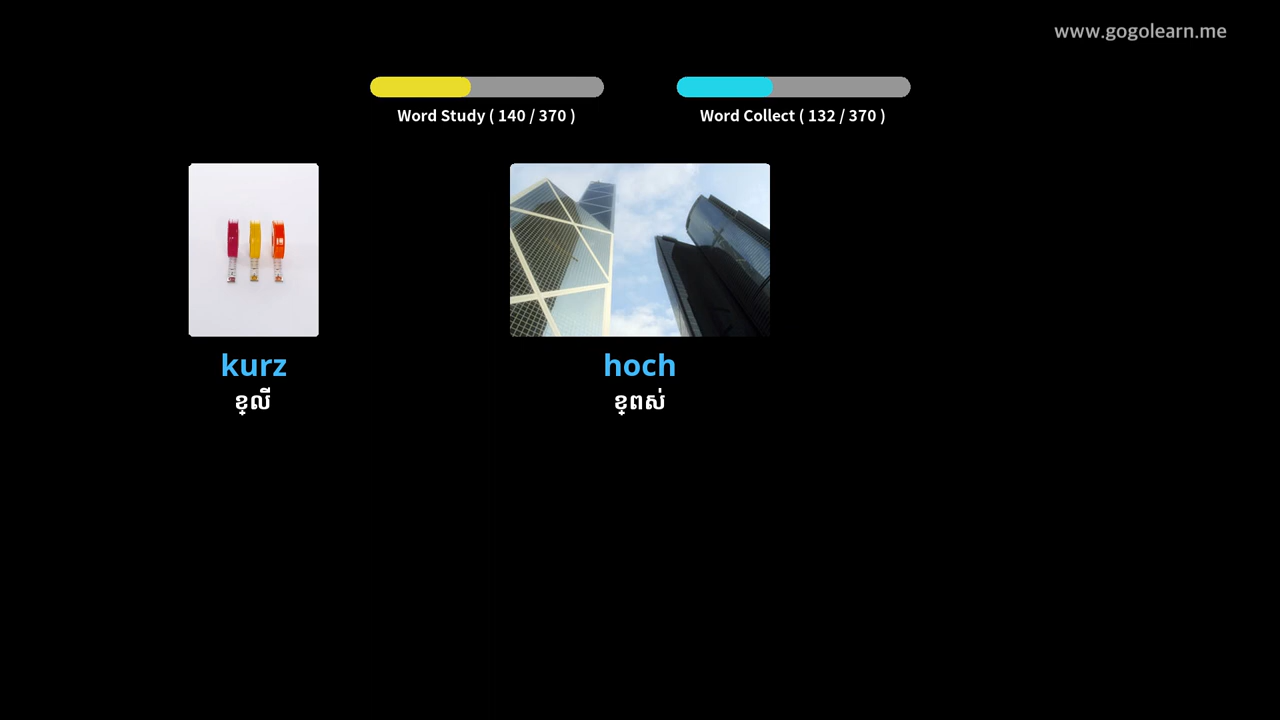 www.gogolearn.me
Word Study ( 140 / 370 )
Word Collect ( 132 / 370 )
kurz
ខ្លី
hoch
ខ្ពស់